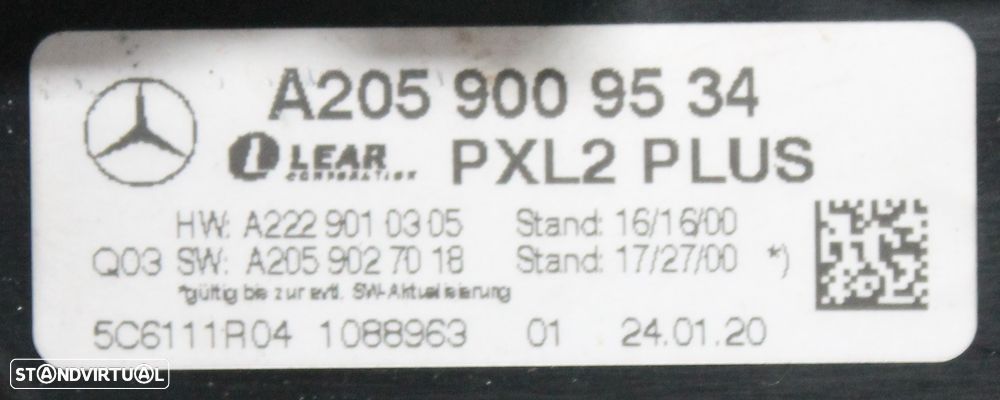 A205 900 95 34
LEAR CORPORATION PXL2 PLUS
HW: A222 901 03 05 Stand: 16/16/00
Q03 SW: A205 902 70 18 Stand: 17/27/00 *)
*gültig bis zur evtl. SW-Aktualisierung
5C6111R04 1088963 01 24.01.20
STANDVIRTUAL